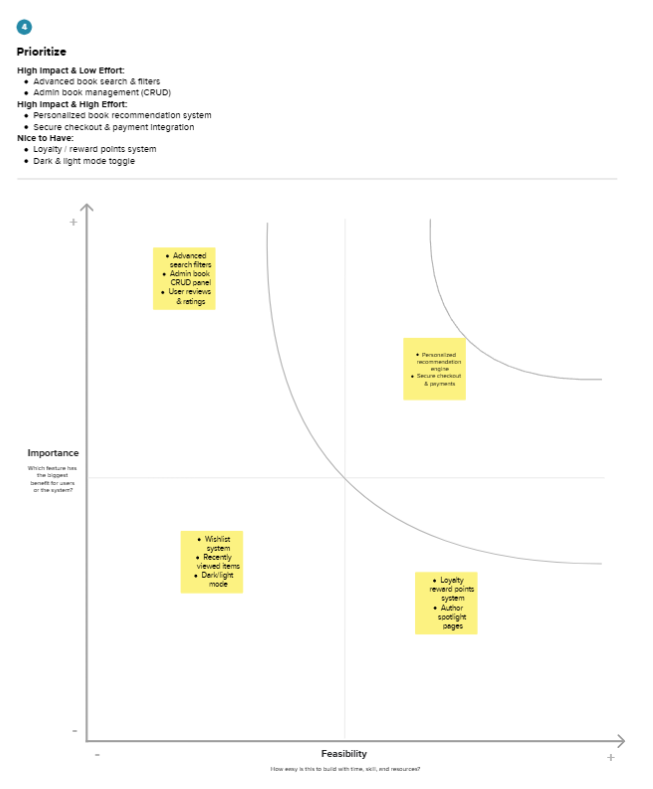 4
Prioritize
High Impact & Low Effort:
• Advanced book search & filters
• Admin book management (CRUD)
High Impact & High Effort:
• Personalized book recommendation system
• Secure checkout & payment integration
Nice to Have:
• Loyalty / reward points system
• Dark & light mode toggle
+
• Advanced
search filters
• Admin book
CRUD panel
• User reviews
& ratings
• Personalized
recommendation
engine
• Secure checkout
& payments
Importance
Which feature has
the biggest
benefit for users
or the system?
• Wishlist
system
• Recently
viewed items
• Dark/light
mode
• Loyalty
reward points
system
• Author
spotlight
pages
-
-
Feasibility
+
How easy is this to build with time, skill, and resources?